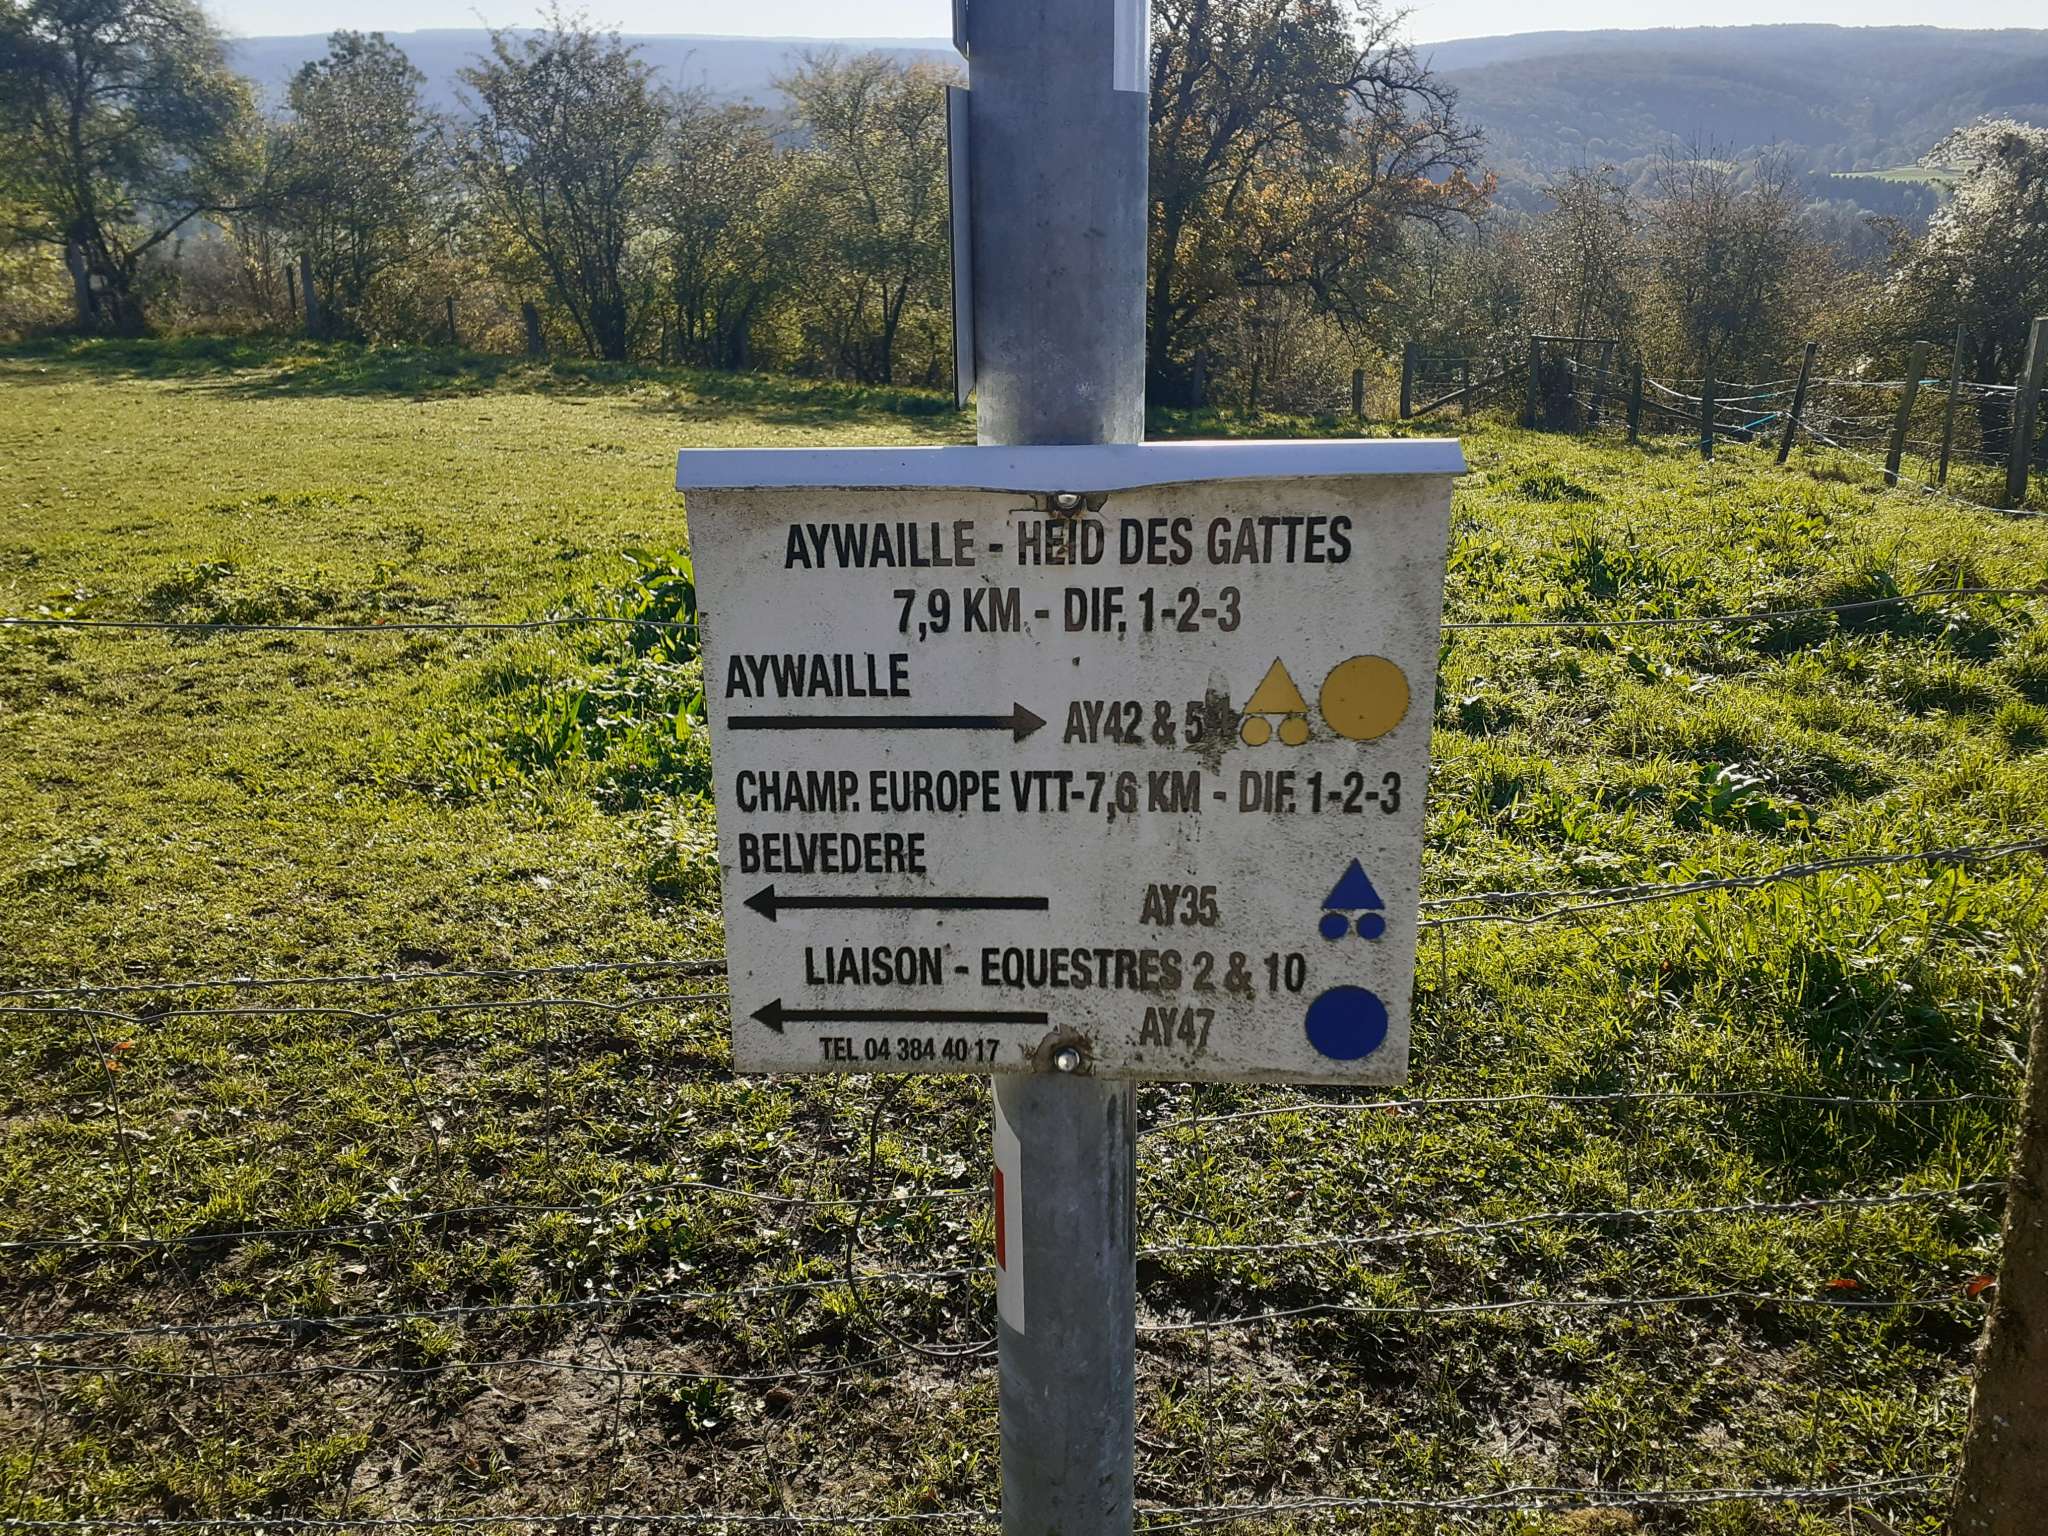 AYWAILLE - HEID DES GATTES
7,9 KM - DIF. 1-2-3
AYWAILLE
AY42 & 51
CHAMP. EUROPE VTT-7,6 KM - DIF. 1-2-3
BELVEDERE
AY35
LIAISON - EQUESTRES 2 & 10
AY47
TEL 04 384 40 17